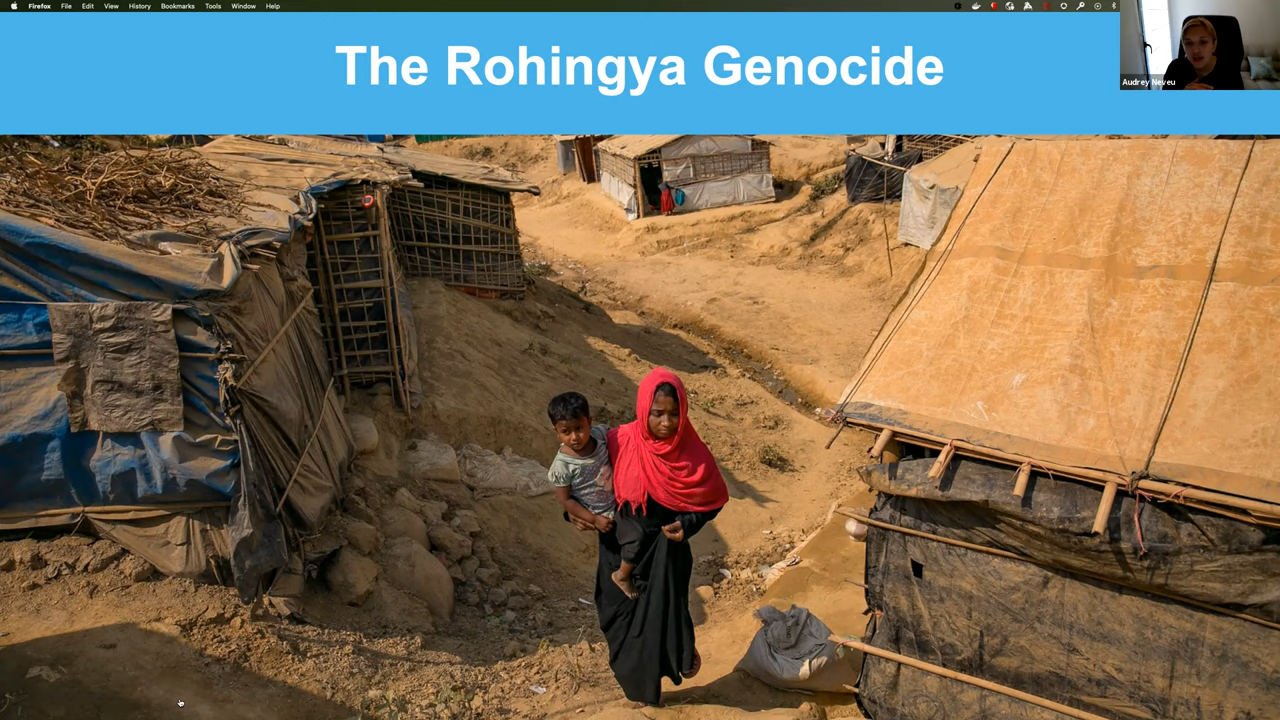 Firefox File Edit View History Bookmarks Tools Window Help
The Rohingya Genocide
Audrey Neveu